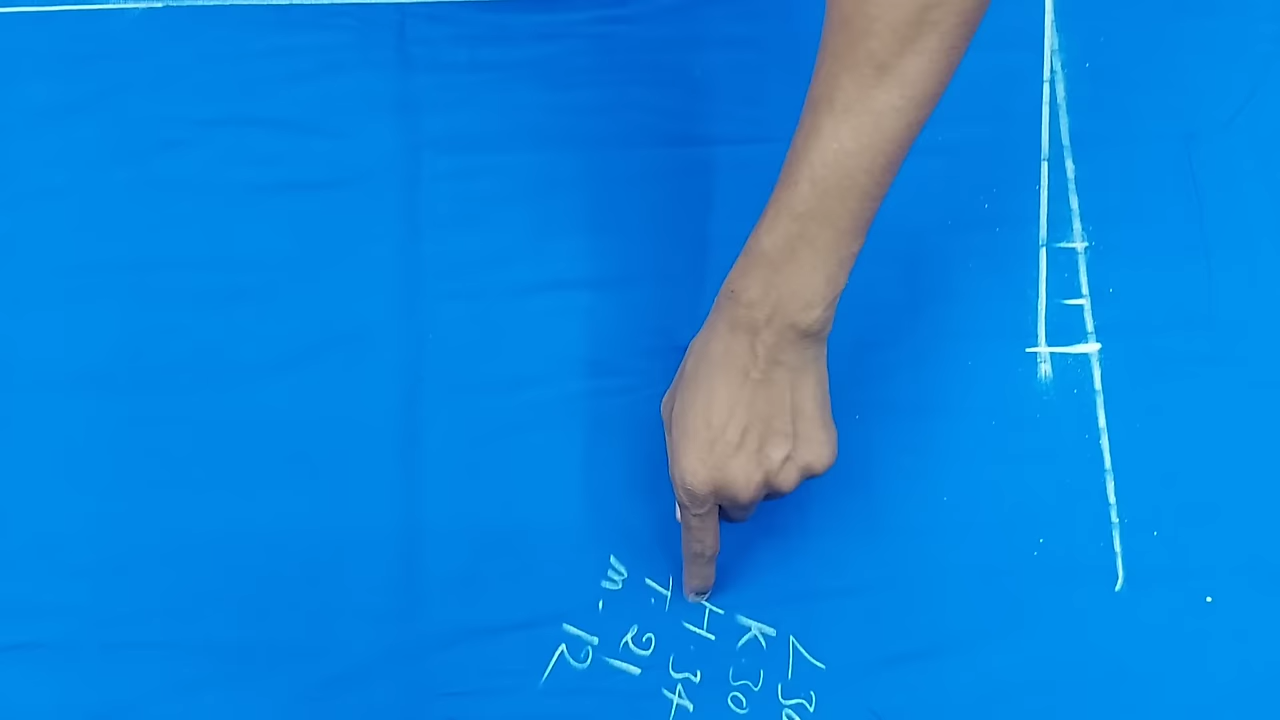 L
K . 30
H . 34
T . 21
m . 12